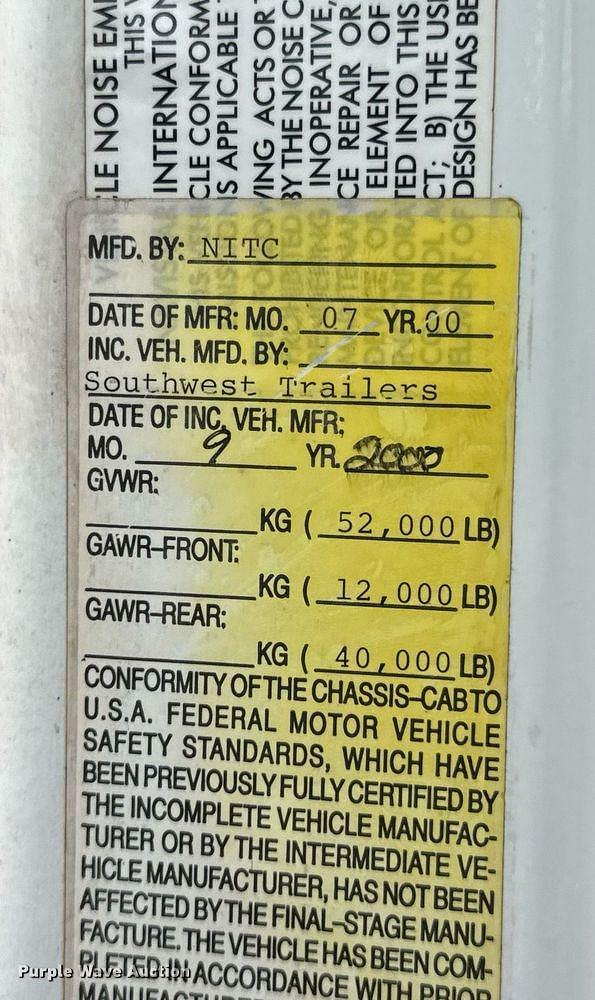 LE NOISE EM
THIS
INTERNATION
CLE CONFORM
S APPLICABLE
ING ACTS OR
BY THE NOISE C
INOPERATIVE,
CE REPAIR OR
ELEMENT OF
TED INTO THIS
CT; B) THE US
DESIGN HAS BE
MFD. BY: NITC
DATE OF MFR: MO. 07 YR. 00
INC. VEH. MFD. BY:
Southwest Trailers
DATE OF INC. VEH. MFR:
MO. 9 YR. 2000
GVWR:
KG ( 52,000 LB)
GAWR-FRONT:
KG ( 12,000 LB)
GAWR-REAR:
KG ( 40,000 LB)
CONFORMITY OF THE CHASSIS-CAB TO
U.S.A. FEDERAL MOTOR VEHICLE
SAFETY STANDARDS, WHICH HAVE
BEEN PREVIOUSLY FULLY CERTIFIED BY
THE INCOMPLETE VEHICLE MANUFAC-
TURER OR BY THE INTERMEDIATE VE-
HICLE MANUFACTURER, HAS NOT BEEN
AFFECTED BY THE FINAL-STAGE MANU-
FACTURE. THE VEHICLE HAS BEEN COM-
PLETED IN ACCORDANCE WITH PRIOR
MANUFACTURER
Purple Wave Auction